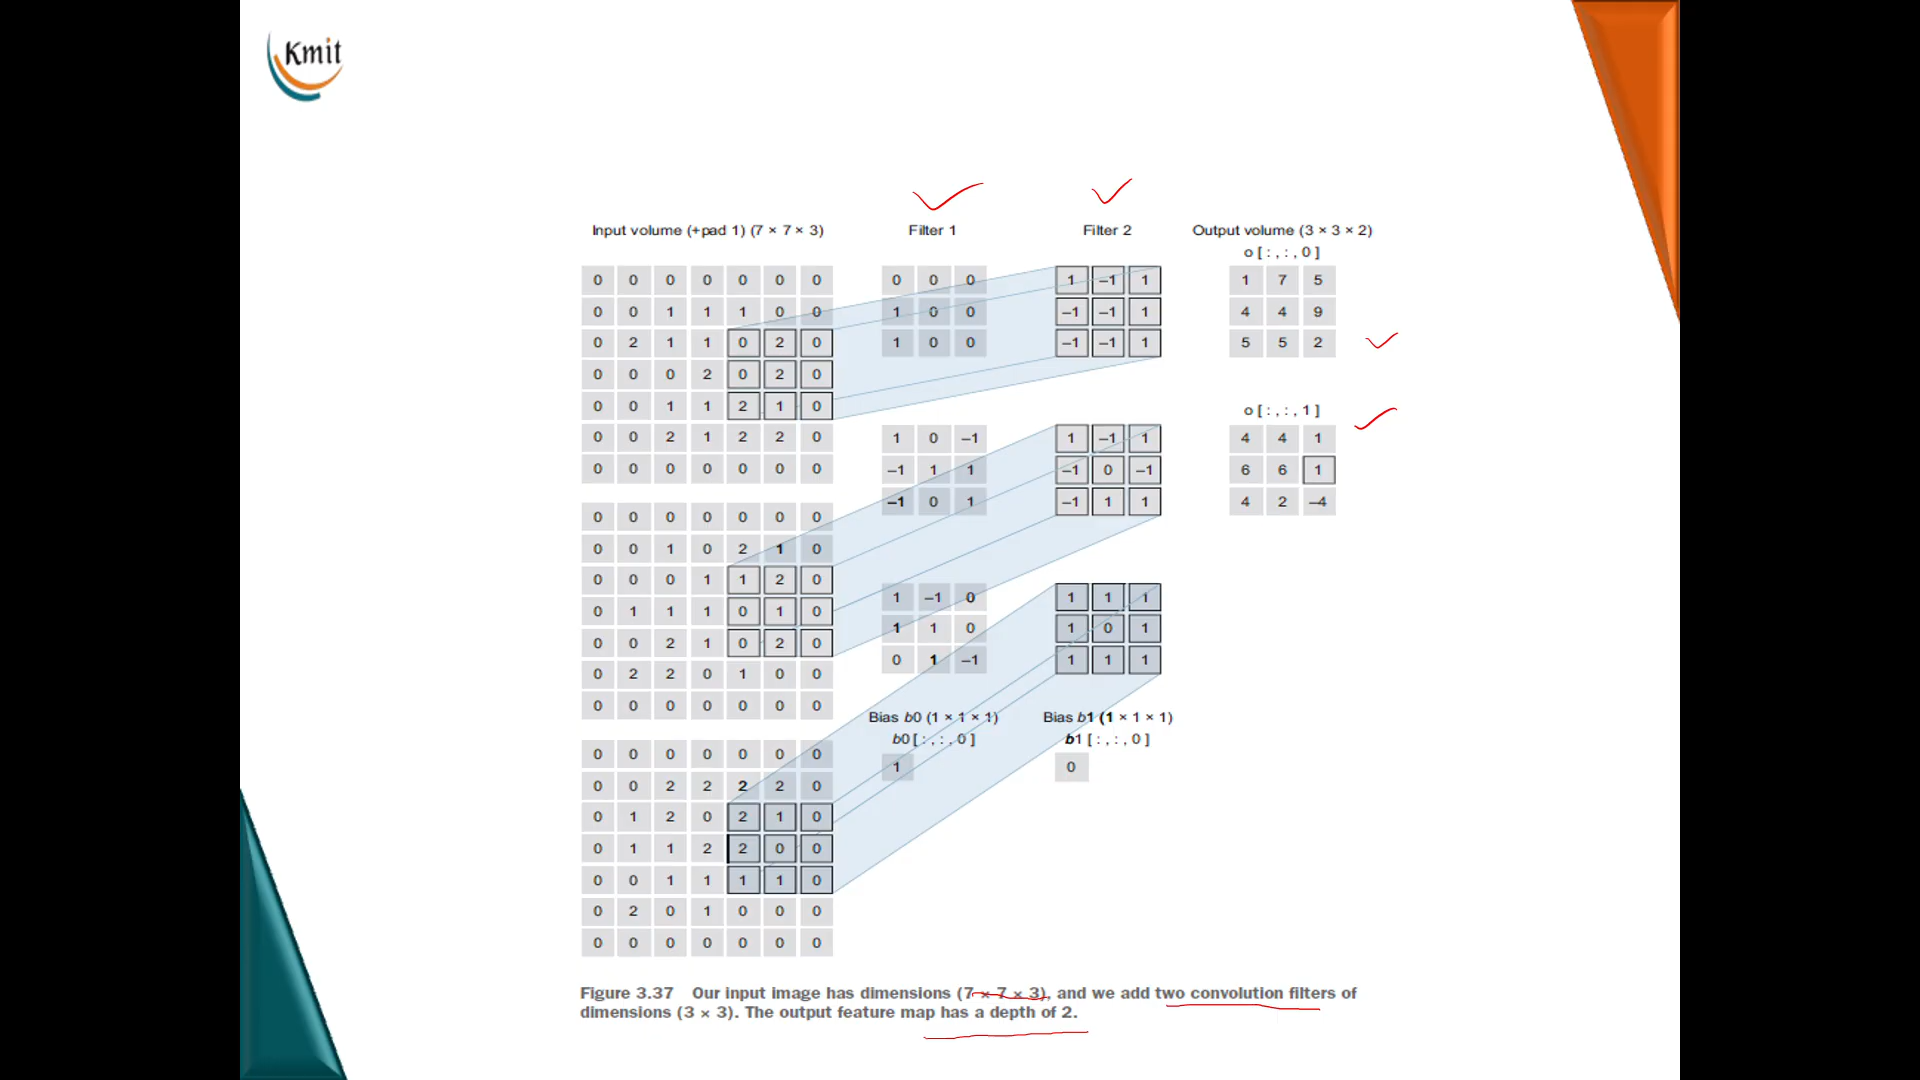 Kmit
Input volume (+pad 1) (7 × 7 × 3)
0 0 0 0 0 0 0
0 0 1 1 1 0 0
0 2 1 1 0 2 0
0 0 0 2 0 2 0
0 0 1 1 2 1 0
0 0 2 1 2 2 0
0 0 0 0 0 0 0
0 0 0 0 0 0 0
0 0 1 0 2 1 0
0 0 0 1 1 2 0
0 1 1 1 0 1 0
0 0 2 1 0 2 0
0 2 2 0 1 0 0
0 0 0 0 0 0 0
0 0 0 0 0 0 0
0 0 2 2 2 2 0
0 1 2 0 2 1 0
0 1 1 2 2 0 0
0 0 1 1 1 1 0
0 2 0 1 0 0 0
0 0 0 0 0 0 0
Filter 1
0 0 0
1 0 0
1 0 0
1 0 –1
–1 1 1
–1 0 1
1 –1 0
1 1 0
0 1 –1
Bias b0 (1 × 1 × 1)
b0 [ : , : , 0 ]
1
Filter 2
1 –1 1
–1 –1 1
–1 –1 1
1 –1 1
–1 0 –1
–1 1 1
1 1 1
1 0 1
1 1 1
Bias b1 (1 × 1 × 1)
b1 [ : , : , 0 ]
0
Output volume (3 × 3 × 2)
o [ : , : , 0 ]
1 7 5
4 4 9
5 5 2
o [ : , : , 1 ]
4 4 1
6 6 1
4 2 –4
Figure 3.37 Our input image has dimensions (7 × 7 × 3), and we add two convolution filters of
dimensions (3 × 3). The output feature map has a depth of 2.